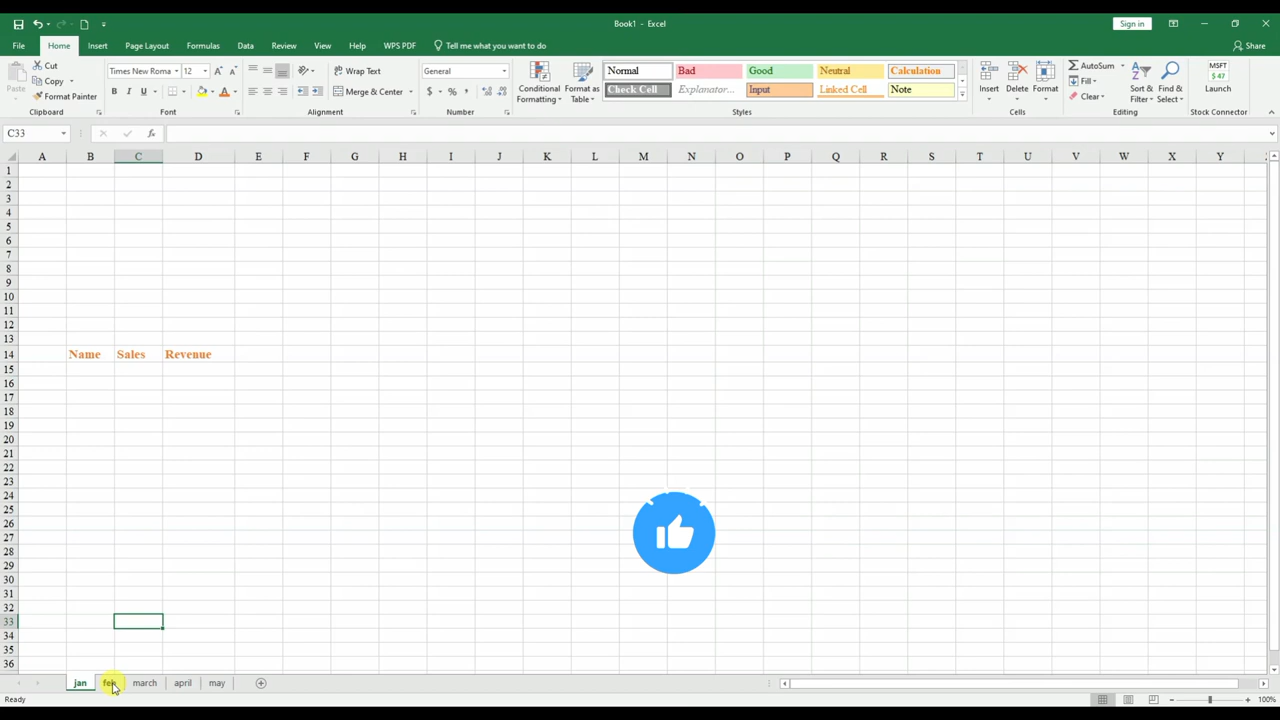 Book1 - Excel
Sign in
File Home Insert Page Layout Formulas Data Review View Help WPS PDF Tell me what you want to do Share
Paste
Cut
Copy
Format Painter
Clipboard
Times New Roma 12
B I U
Font
Wrap Text
Merge & Center
Alignment
General
$ % ,
Number
Conditional Formatting
Format as Table
Normal Bad Good Neutral Calculation
Check Cell Explanator... Input Linked Cell Note
Styles
Insert Delete Format
Cells
AutoSum
Fill
Clear
Sort & Filter
Find & Select
Editing
MSFT
$ 47
Launch
Stock Connector
C33 fx
A B C D E F G H I J K L M N O P Q R S T U V W X Y
1
2
3
4
5
6
7
8
9
10
11
12
13
14 Name Sales Revenue
15
16
17
18
19
20
21
22
23
24
25
26
27
28
29
30
31
32
33
34
35
36
jan feb march april may
Ready 100%